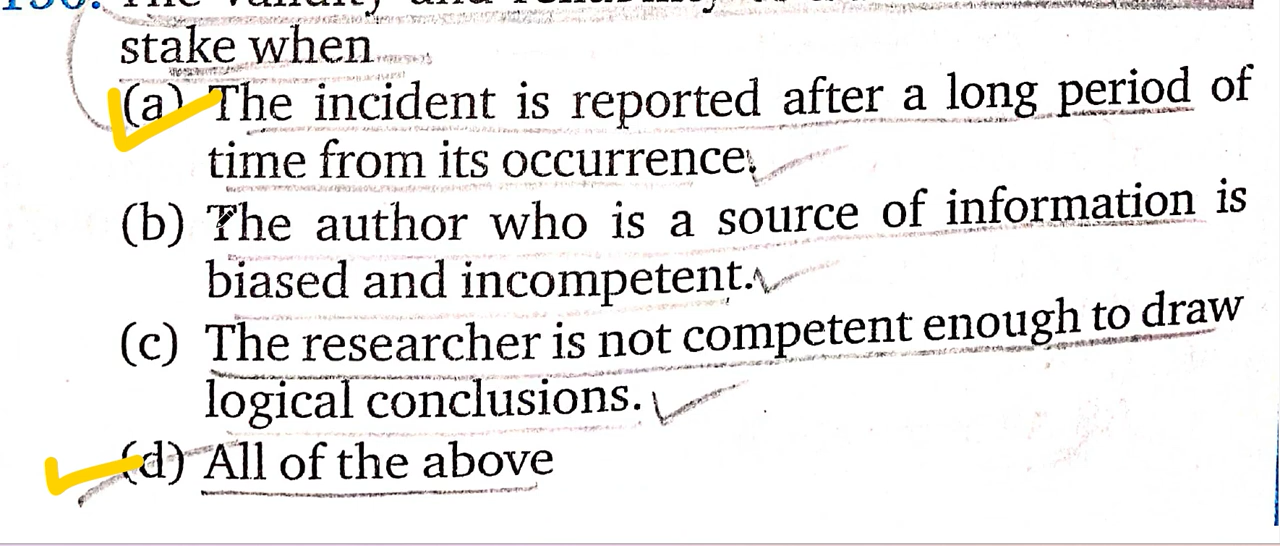 stake when
(a) The incident is reported after a long period of
time from its occurrence.
(b) The author who is a source of information is
biased and incompetent.
(c) The researcher is not competent enough to draw
logical conclusions.
(d) All of the above